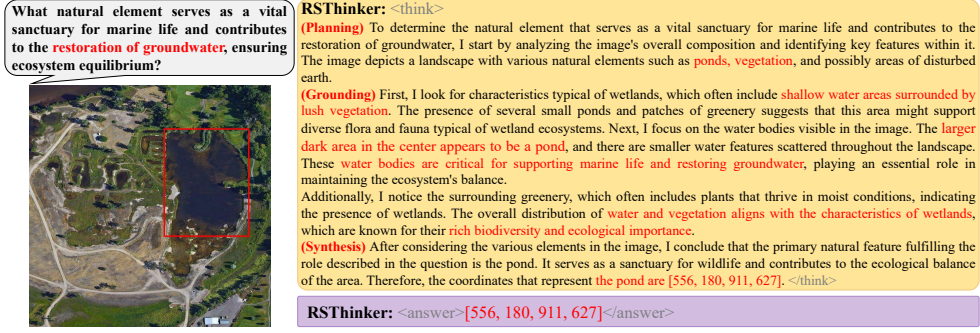 What natural element serves as a vital
sanctuary for marine life and contributes
to the restoration of groundwater, ensuring
ecosystem equilibrium?
RSThinker: <think>
(Planning) To determine the natural element that serves as a vital sanctuary for marine life and contributes to the
restoration of groundwater, I start by analyzing the image's overall composition and identifying key features within it.
The image depicts a landscape with various natural elements such as ponds, vegetation, and possibly areas of disturbed
earth.
(Grounding) First, I look for characteristics typical of wetlands, which often include shallow water areas surrounded by
lush vegetation. The presence of several small ponds and patches of greenery suggests that this area might support
diverse flora and fauna typical of wetland ecosystems. Next, I focus on the water bodies visible in the image. The larger
dark area in the center appears to be a pond, and there are smaller water features scattered throughout the landscape.
These water bodies are critical for supporting marine life and restoring groundwater, playing an essential role in
maintaining the ecosystem's balance.
Additionally, I notice the surrounding greenery, which often includes plants that thrive in moist conditions, indicating
the presence of wetlands. The overall distribution of water and vegetation aligns with the characteristics of wetlands,
which are known for their rich biodiversity and ecological importance.
(Synthesis) After considering the various elements in the image, I conclude that the primary natural feature fulfilling the
role described in the question is the pond. It serves as a sanctuary for wildlife and contributes to the ecological balance
of the area. Therefore, the coordinates that represent the pond are [556, 180, 911, 627]. </think>
RSThinker: <answer>[556, 180, 911, 627]</answer>